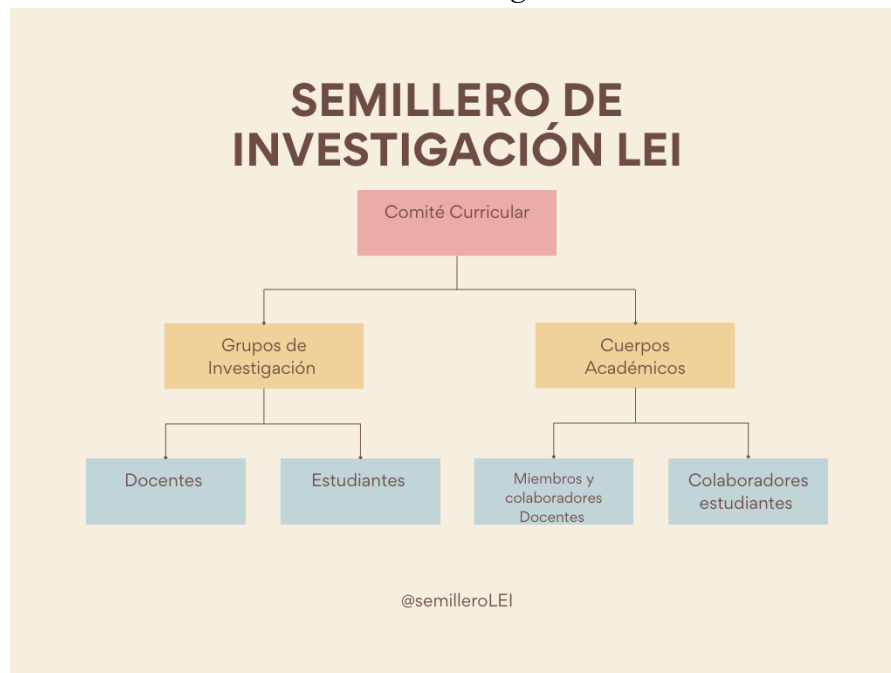 SEMILLERO DE
INVESTIGACIÓN LEI
Comité Curricular
Grupos de
Investigación
Cuerpos
Académicos
Docentes
Estudiantes
Miembros y
colaboradores
Docentes
Colaboradores
estudiantes
@semilleroLEI